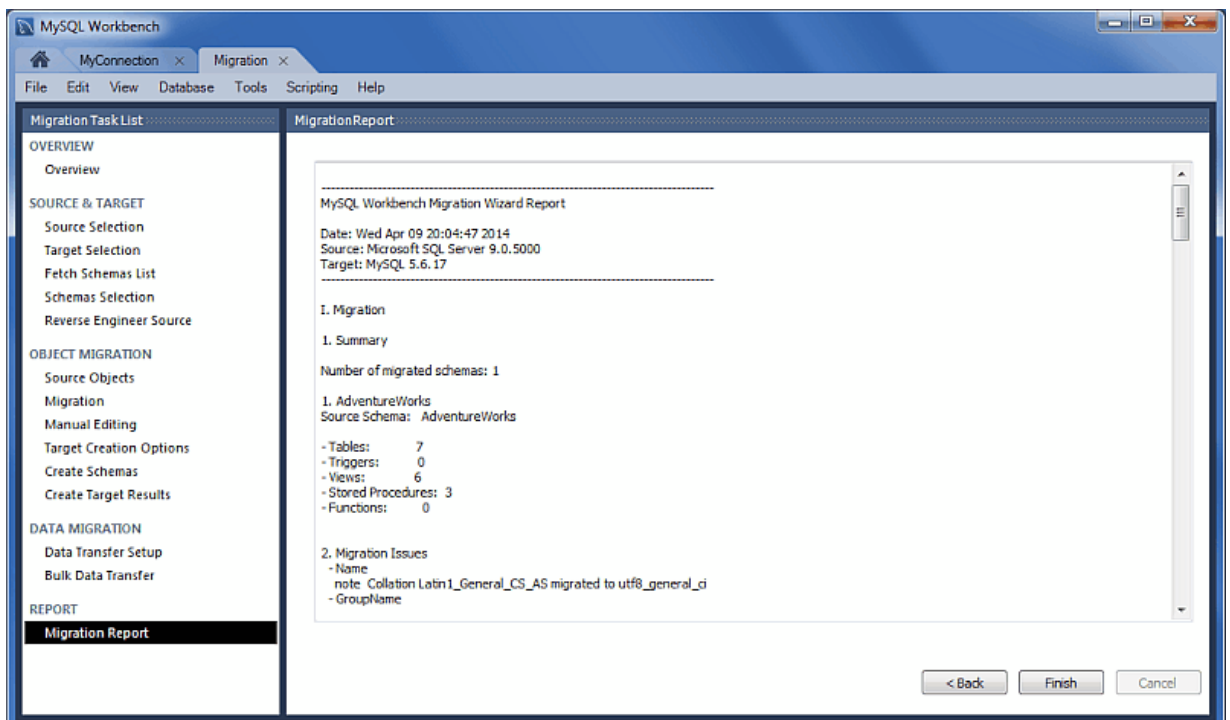 MySQL Workbench
MyConnection × Migration ×
File Edit View Database Tools Scripting Help
Migration Task List
OVERVIEW
Overview
SOURCE & TARGET
Source Selection
Target Selection
Fetch Schemas List
Schemas Selection
Reverse Engineer Source
OBJECT MIGRATION
Source Objects
Migration
Manual Editing
Target Creation Options
Create Schemas
Create Target Results
DATA MIGRATION
Data Transfer Setup
Bulk Data Transfer
REPORT
Migration Report
Migration Report
--------------------------------------------------------------------------------
MySQL Workbench Migration Wizard Report
Date: Wed Apr 09 20:04:47 2014
Source: Microsoft SQL Server 9.0.5000
Target: MySQL 5.6.17
--------------------------------------------------------------------------------
I. Migration
1. Summary
Number of migrated schemas: 1
1. AdventureWorks
Source Schema: AdventureWorks
- Tables: 7
- Triggers: 0
- Views: 6
- Stored Procedures: 3
- Functions: 0
2. Migration Issues
- Name
note Collation Latin1_General_CS_AS migrated to utf8_general_ci
- GroupName
< Back Finish Cancel